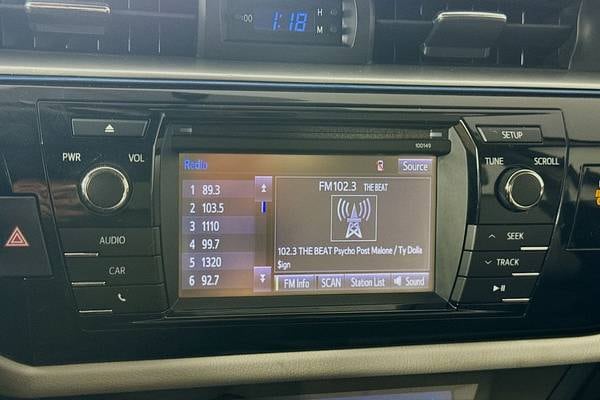 1:18
H
M
100149
SETUP
PWR
VOL
TUNE
SCROLL
Radio
Source
1 89.3
2 103.5
3 1110
4 99.7
5 1320
6 92.7
FM102.3 THE BEAT
102.3 THE BEAT Psycho Post Malone / Ty Dolla
$ign
FM Info
SCAN
Station List
Sound
AUDIO
CAR
SEEK
TRACK